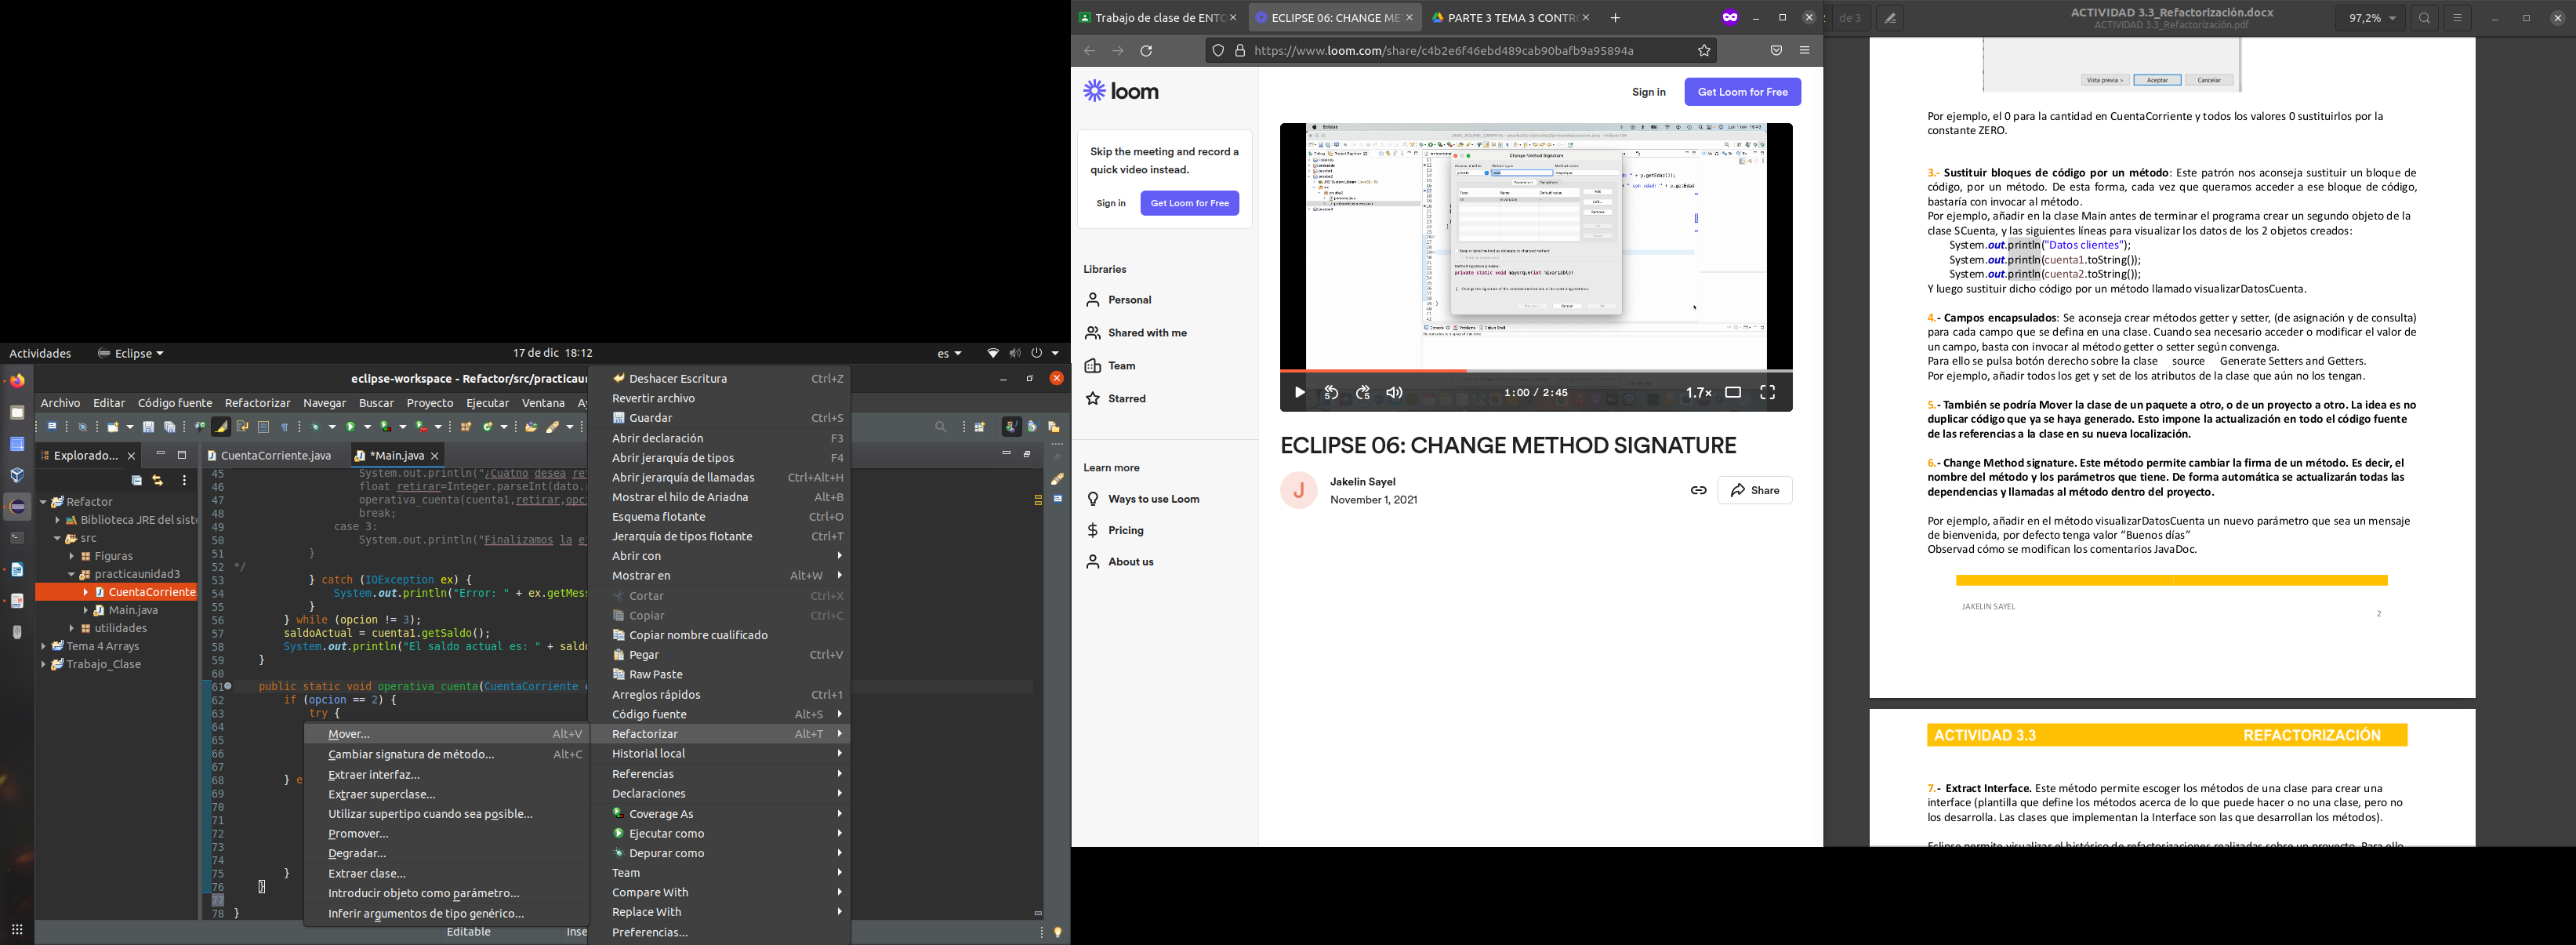 Actividades
Eclipse
17 de dic 18:12
es
eclipse-workspace - Refactor/src/practicaun
Archivo Editar Código fuente Refactorizar Navegar Buscar Proyecto Ejecutar Ventana
Explorado...
CuentaCorriente.java
*Main.java
Refactor
Biblioteca JRE del sist
src
Figuras
practicaunidad3
CuentaCorriente.
Main.java
utilidades
Tema 4 Arrays
Trabajo_Clase
45 System.out.println("¿Cuátno desea ret
46 float retirar=Integer.parseInt(dato.
47 operativa_cuenta(cuenta1,retirar,opci
48 break;
49 case 3:
50 System.out.println("Finalizamos la e
51 }
52 */
53 } catch (IOException ex) {
54 System.out.println("Error: " + ex.getMess
55 }
56 } while (opcion != 3);
57 saldoActual = cuenta1.getSaldo();
58 System.out.println("El saldo actual es: " + saldo
59 }
60
61 public static void operativa_cuenta(CuentaCorriente
62 if (opcion == 2) {
63 try {
64
65
66
67
68 } e
69
70
71
72
73
74
75 }
76 }
77
78 }
Editable
Inse
Deshacer Escritura Ctrl+Z
Revertir archivo
Guardar Ctrl+S
Abrir declaración F3
Abrir jerarquía de tipos F4
Abrir jerarquía de llamadas Ctrl+Alt+H
Mostrar el hilo de Ariadna Alt+B
Esquema flotante Ctrl+O
Jerarquía de tipos flotante Ctrl+T
Abrir con
Mostrar en Alt+W
Cortar Ctrl+X
Copiar Ctrl+C
Copiar nombre cualificado
Pegar Ctrl+V
Raw Paste
Arreglos rápidos Ctrl+1
Código fuente Alt+S
Refactorizar Alt+T
Historial local
Referencias
Declaraciones
Coverage As
Ejecutar como
Depurar como
Team
Compare With
Replace With
Preferencias...
Mover... Alt+V
Cambiar signatura de método... Alt+C
Extraer interfaz...
Extraer superclase...
Utilizar supertipo cuando sea posible...
Promover...
Degradar...
Extraer clase...
Introducir objeto como parámetro...
Inferir argumentos de tipo genérico...
Trabajo de clase de ENTO
ECLIPSE 06: CHANGE ME
PARTE 3 TEMA 3 CONTRO
https://www.loom.com/share/c4b2e6f46ebd489cab90bafb9a95894a
loom
Sign in
Get Loom for Free
Skip the meeting and record a
quick video instead.
Sign in
Get Loom for Free
Libraries
Personal
Shared with me
Team
Starred
Learn more
Ways to use Loom
Pricing
About us
Eclipse
Change Method Signature
private static void mayorque(int nivariable)
1:00 / 2:45
1.7×
ECLIPSE 06: CHANGE METHOD SIGNATURE
J
Jakelin Sayel
November 1, 2021
Share
2 de 3
ACTIVIDAD 3.3_Refactorización.docx
ACTIVIDAD 3.3_Refactorización.pdf
97,2%
Vista previa >
Aceptar
Cancelar
Por ejemplo, el 0 para la cantidad en CuentaCorriente y todos los valores 0 sustituirlos por la
constante ZERO.
3.- Sustituir bloques de código por un método: Este patrón nos aconseja sustituir un bloque de
código, por un método. De esta forma, cada vez que queramos acceder a ese bloque de código,
bastaría con invocar al método.
Por ejemplo, añadir en la clase Main antes de terminar el programa crear un segundo objeto de la
clase SCuenta, y las siguientes líneas para visualizar los datos de los 2 objetos creados:
System.out.println("Datos clientes");
System.out.println(cuenta1.toString());
System.out.println(cuenta2.toString());
Y luego sustituir dicho código por un método llamado visualizarDatosCuenta.
4.- Campos encapsulados: Se aconseja crear métodos getter y setter, (de asignación y de consulta)
para cada campo que se defina en una clase. Cuando sea necesario acceder o modificar el valor de
un campo, basta con invocar al método getter o setter según convenga.
Para ello se pulsa botón derecho sobre la clase source Generate Setters and Getters.
Por ejemplo, añadir todos los get y set de los atributos de la clase que aún no los tengan.
5.- También se podría Mover la clase de un paquete a otro, o de un proyecto a otro. La idea es no
duplicar código que ya se haya generado. Esto impone la actualización en todo el código fuente
de las referencias a la clase en su nueva localización.
6.- Change Method signature. Este método permite cambiar la firma de un método. Es decir, el
nombre del método y los parámetros que tiene. De forma automática se actualizarán todas las
dependencias y llamadas al método dentro del proyecto.
Por ejemplo, añadir en el método visualizarDatosCuenta un nuevo parámetro que sea un mensaje
de bienvenida, por defecto tenga valor “Buenos días”
Observad cómo se modifican los comentarios JavaDoc.
JAKELIN SAYEL
2
ACTIVIDAD 3.3 REFACTORIZACIÓN
7.- Extract Interface. Este método permite escoger los métodos de una clase para crear una
interface (plantilla que define los métodos acerca de lo que puede hacer o no una clase, pero no
los desarrolla. Las clases que implementan la Interface son las que desarrollan los métodos).
Eclipse permite visualizar el histórico de refactorizaciones realizadas sobre un proyecto. Para ello